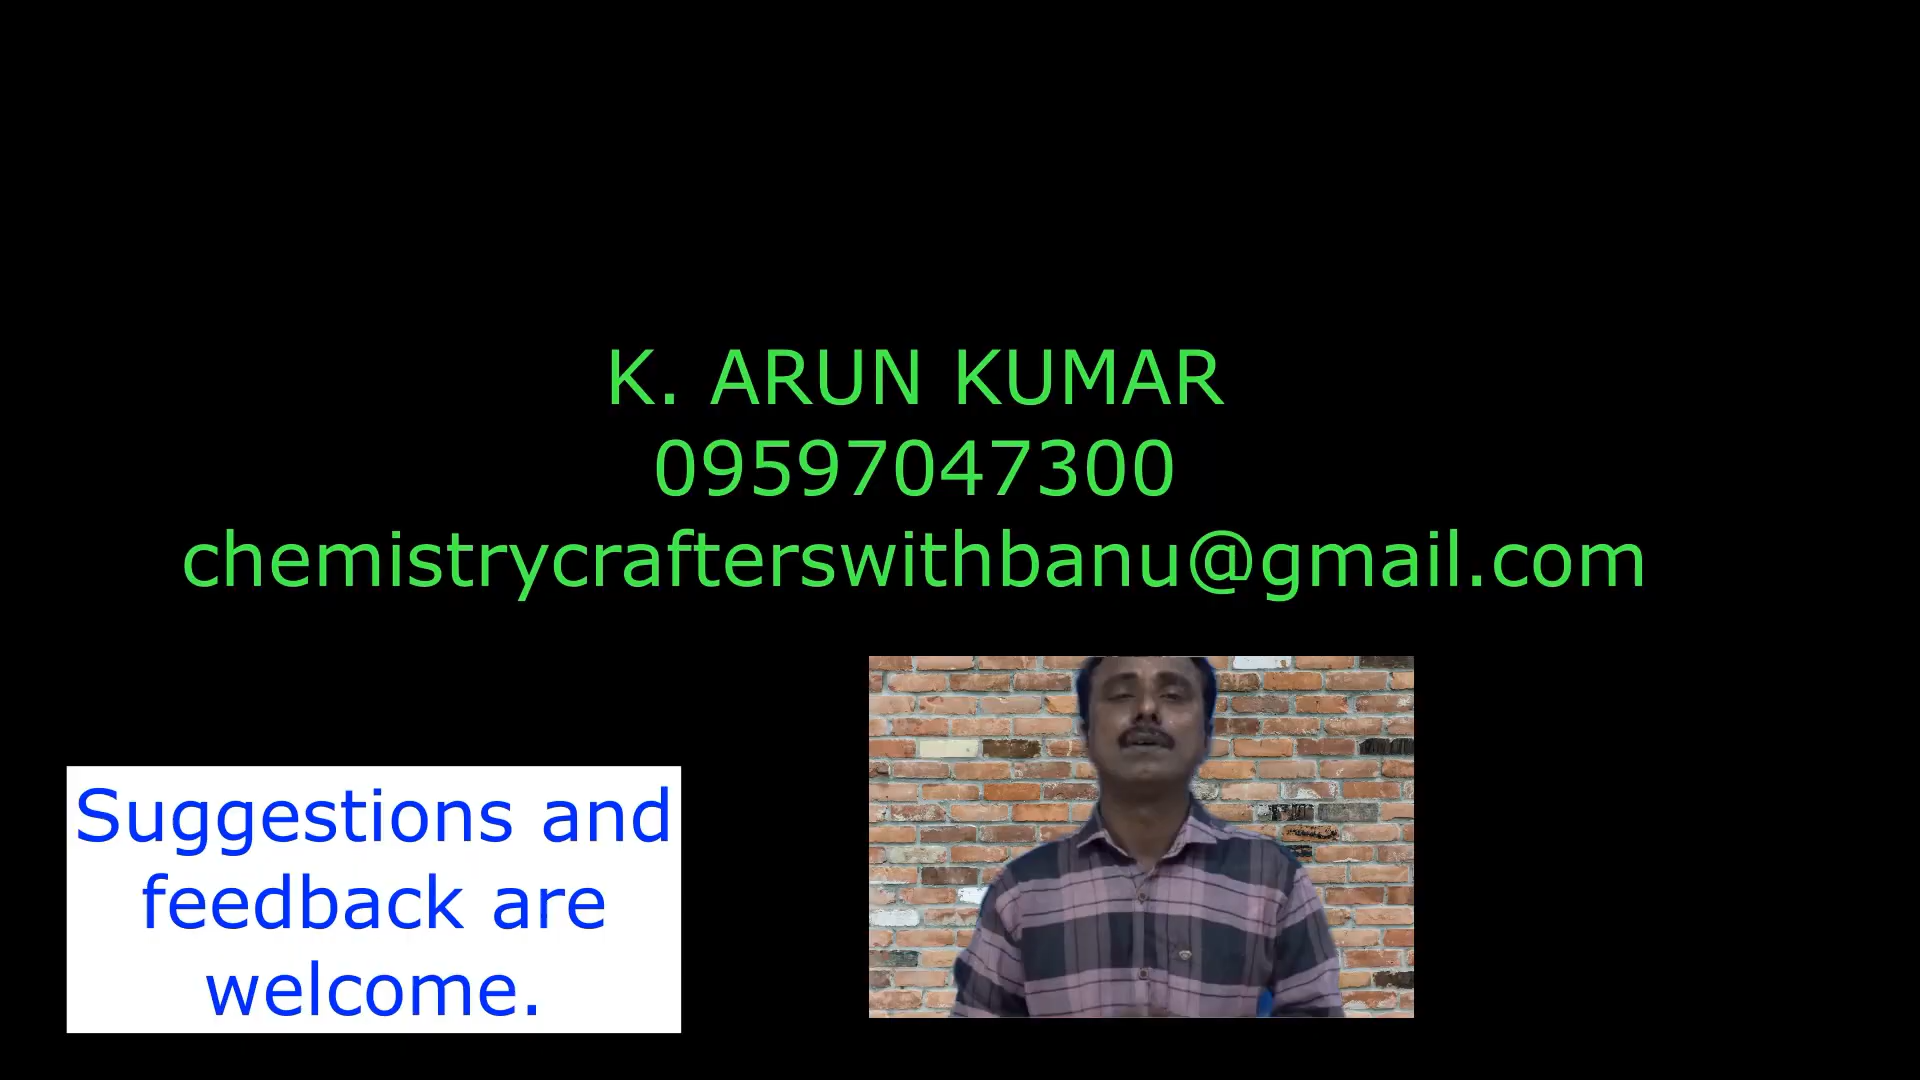 K. ARUN KUMAR
09597047300
chemistrycrafterswithbanu@gmail.com
Suggestions and
feedback are
welcome.